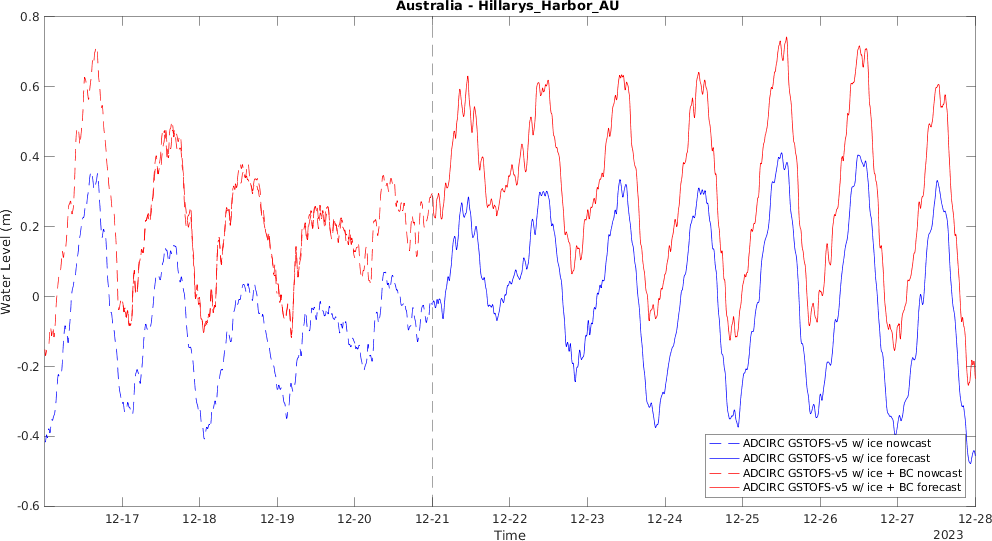 Australia - Hillarys_Harbor_AU
Water Level (m)
0.8
0.6
0.4
0.2
0
-0.2
-0.4
-0.6
ADCIRC GSTOFS-v5 w/ ice nowcast
ADCIRC GSTOFS-v5 w/ ice forecast
ADCIRC GSTOFS-v5 w/ ice + BC nowcast
ADCIRC GSTOFS-v5 w/ ice + BC forecast
12-17 12-18 12-19 12-20 12-21 12-22 12-23 12-24 12-25 12-26 12-27 12-28
Time
2023